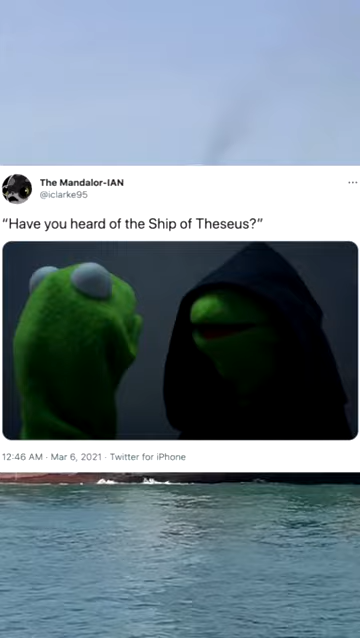 The Mandalor-IAN
@iclarke95
“Have you heard of the Ship of Theseus?”
12:46 AM · Mar 6, 2021 · Twitter for iPhone